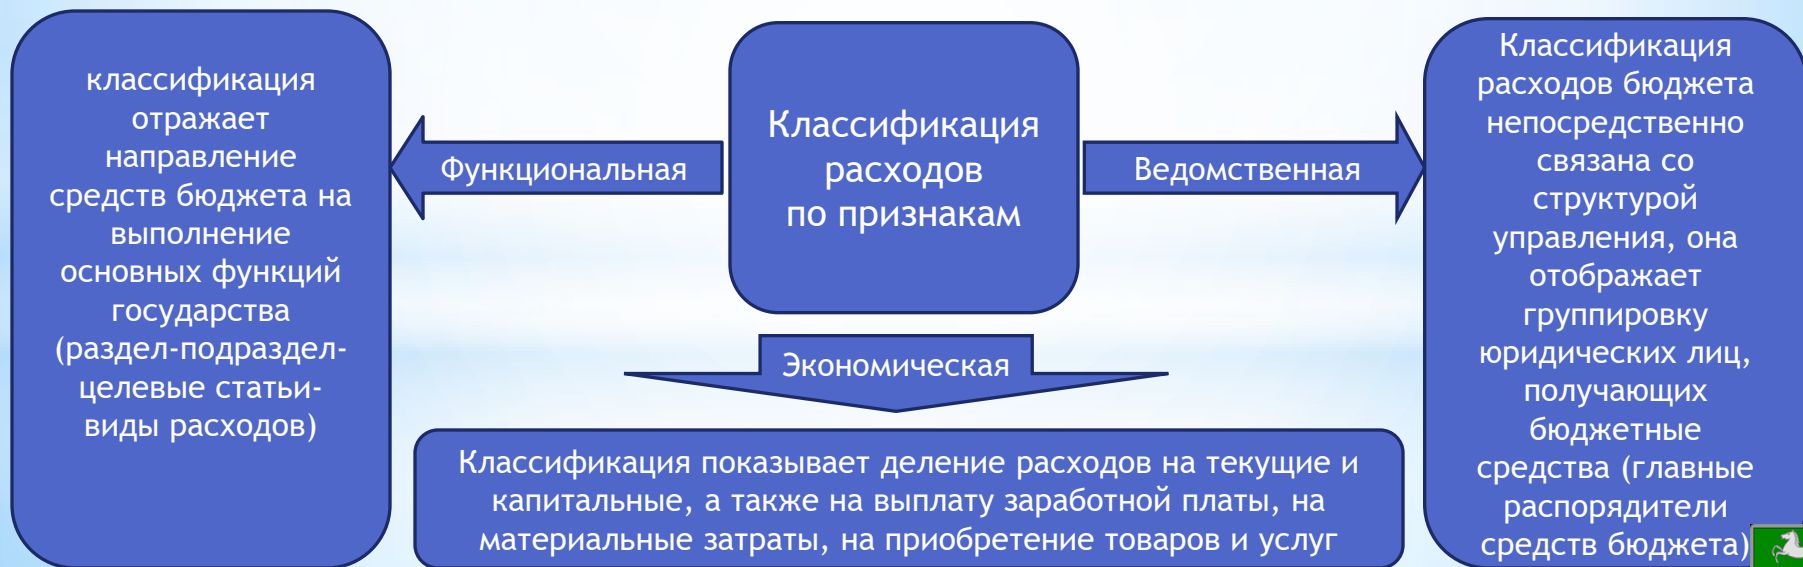 классификация
отражает
направление
средств бюджета на
выполнение
основных функций
государства
(раздел-подраздел-
целевые статьи-
виды расходов)
Функциональная
Классификация
расходов
по признакам
Ведомственная
Классификация
расходов бюджета
непосредственно
связана со
структурой
управления, она
отображает
группировку
юридических лиц,
получающих
бюджетные
средства (главные
распорядители
средств бюджета)
Экономическая
Классификация показывает деление расходов на текущие и
капитальные, а также на выплату заработной платы, на
материальные затраты, на приобретение товаров и услуг